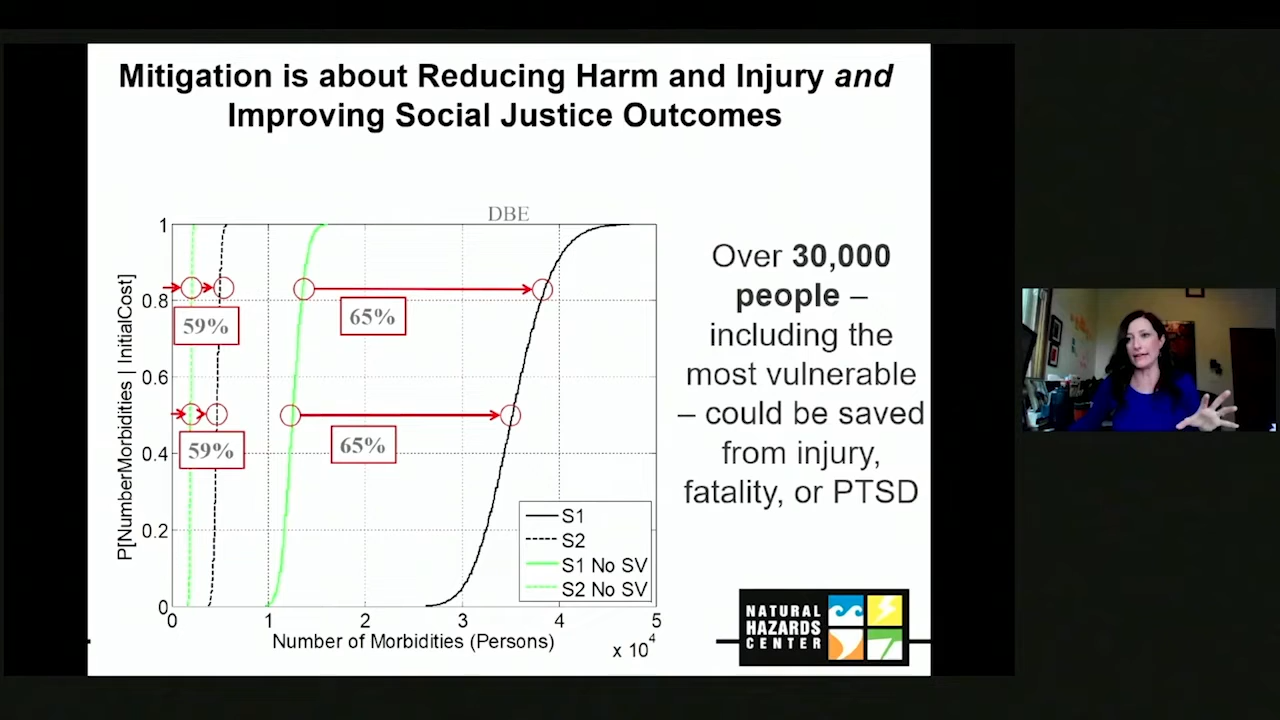 Mitigation is about Reducing Harm and Injury and
Improving Social Justice Outcomes
DBE
1
0.8
0.6
0.4
0.2
0
P[NumberMorbidities | InitialCost]
59%
65%
59%
65%
S1
S2
S1 No SV
S2 No SV
0 1 2 3 4 5
Number of Morbidities (Persons)
x 10^4
Over 30,000
people –
including the
most vulnerable
– could be saved
from injury,
fatality, or PTSD
NATURAL
HAZARDS
CENTER